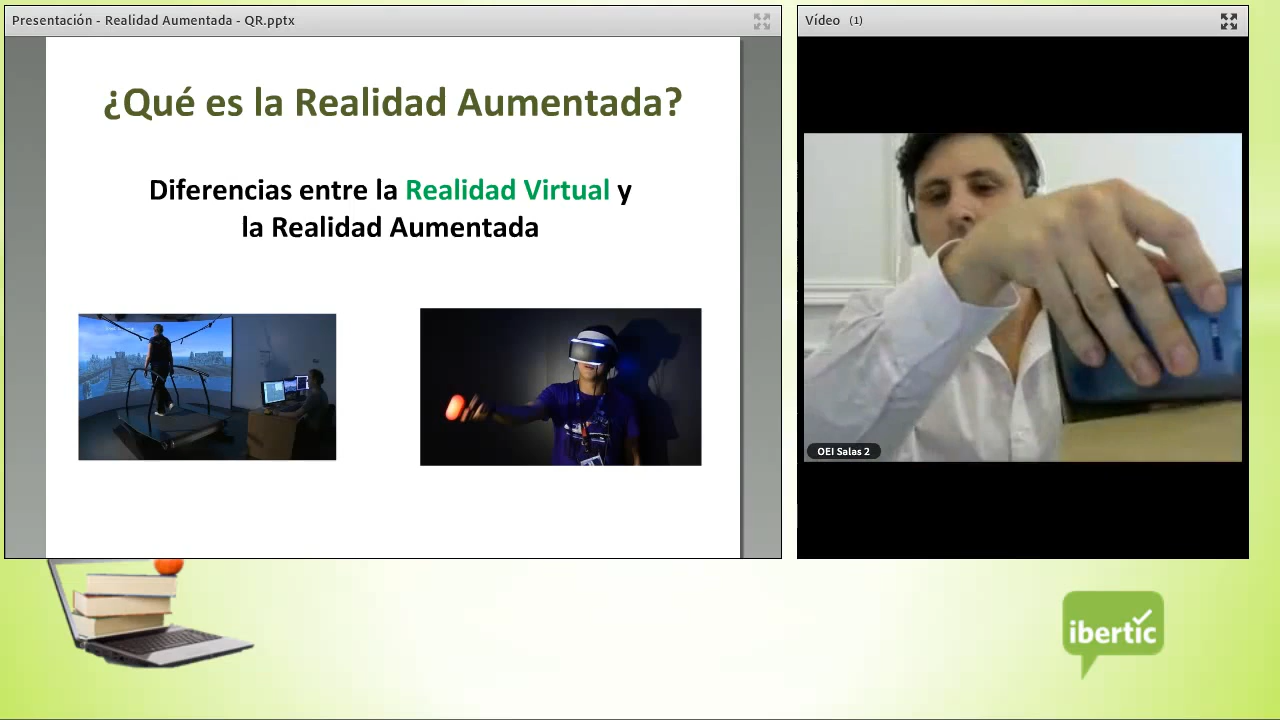 Presentación - Realidad Aumentada - QR.pptx
Vídeo (1)
¿Qué es la Realidad Aumentada?
Diferencias entre la Realidad Virtual y
la Realidad Aumentada
OEI Salas 2
ibertic